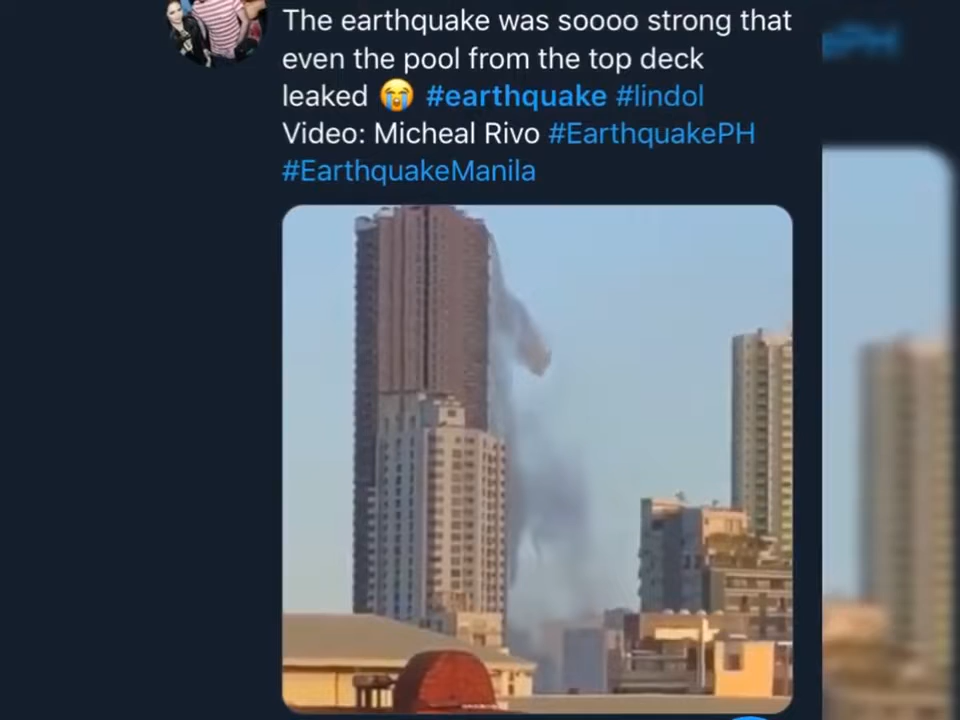 The earthquake was soooo strong that
even the pool from the top deck
leaked 😭 #earthquake #lindol
Video: Micheal Rivo #EarthquakePH
#EarthquakeManila